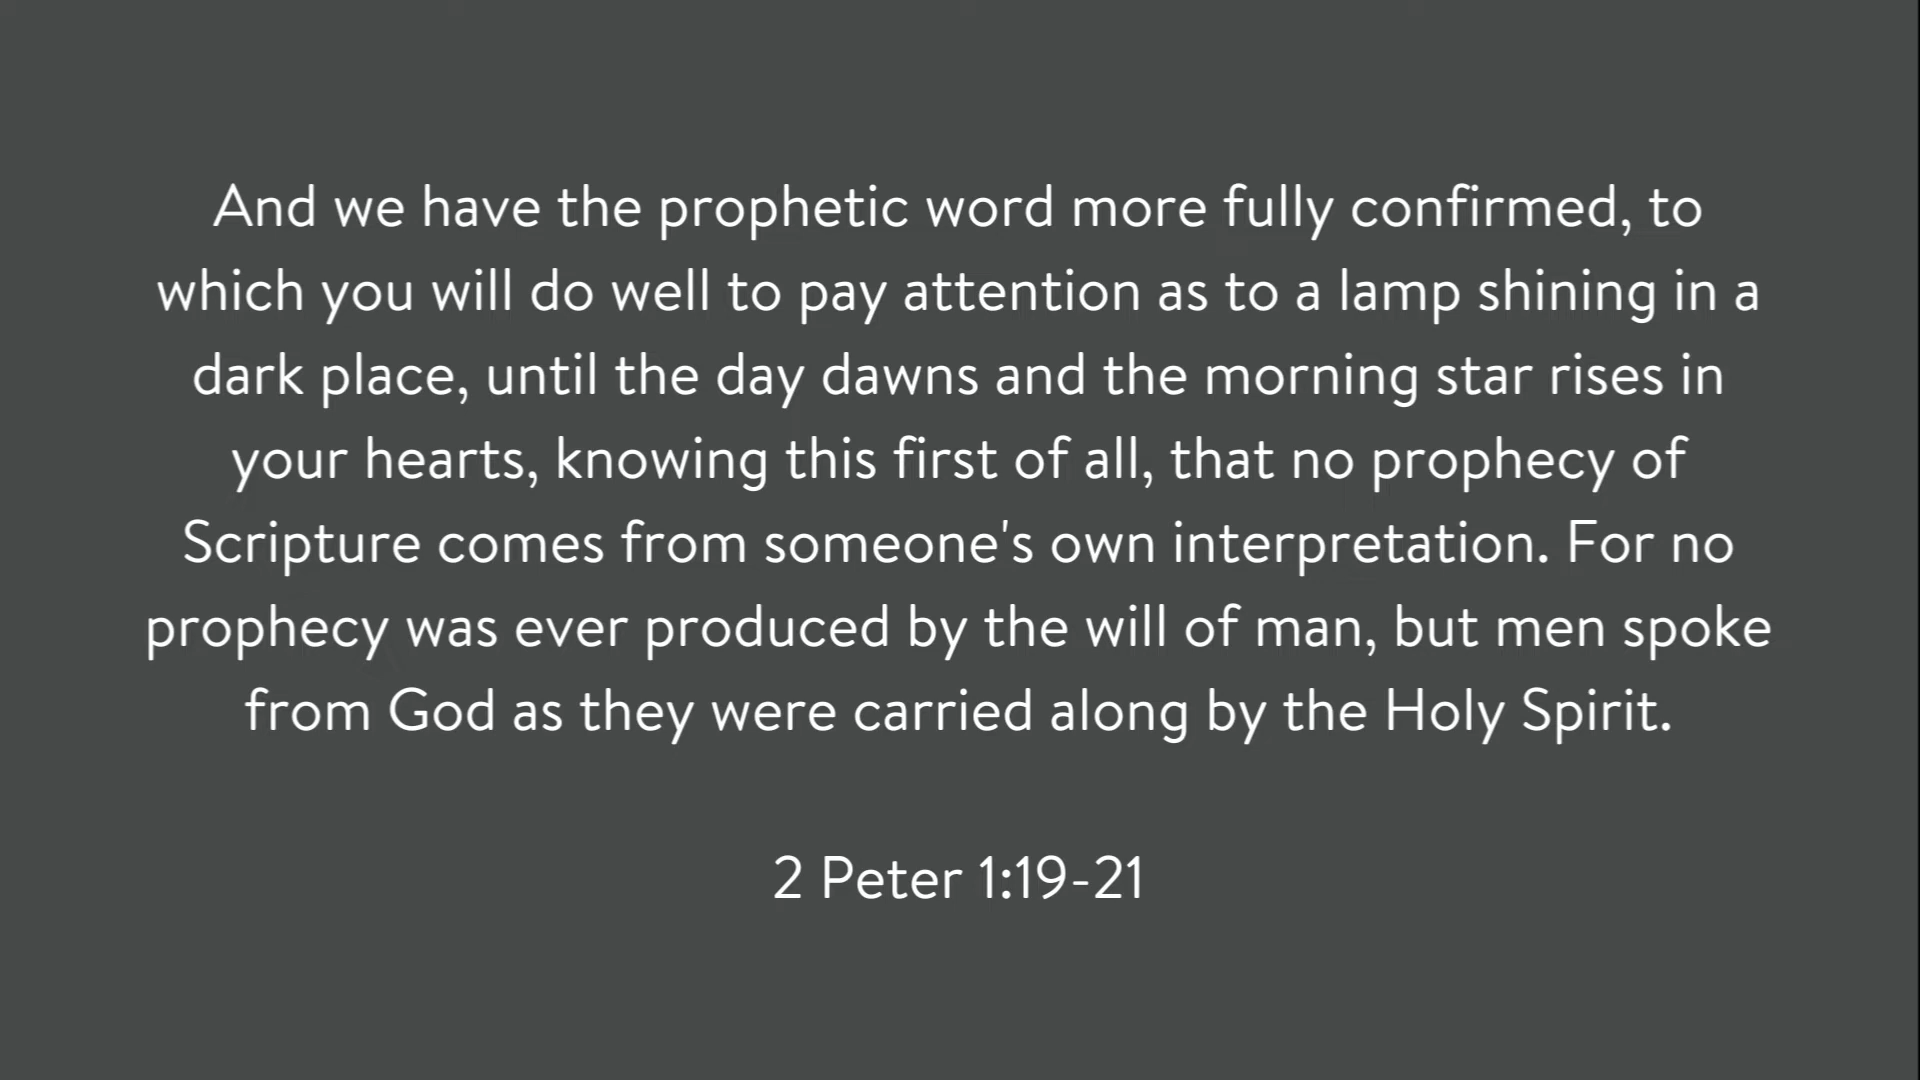 And we have the prophetic word more fully confirmed, to
which you will do well to pay attention as to a lamp shining in a
dark place, until the day dawns and the morning star rises in
your hearts, knowing this first of all, that no prophecy of
Scripture comes from someone's own interpretation. For no
prophecy was ever produced by the will of man, but men spoke
from God as they were carried along by the Holy Spirit.
2 Peter 1:19-21